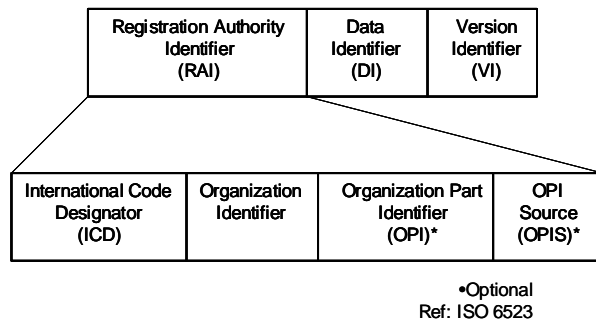 Registration Authority
Identifier
(RAI)
Data
Identifier
(DI)
Version
Identifier
(VI)
International Code
Designator
(ICD)
Organization
Identifier
Organization Part
Identifier
(OPI)*
OPI
Source
(OPIS)*
•Optional
Ref: ISO 6523